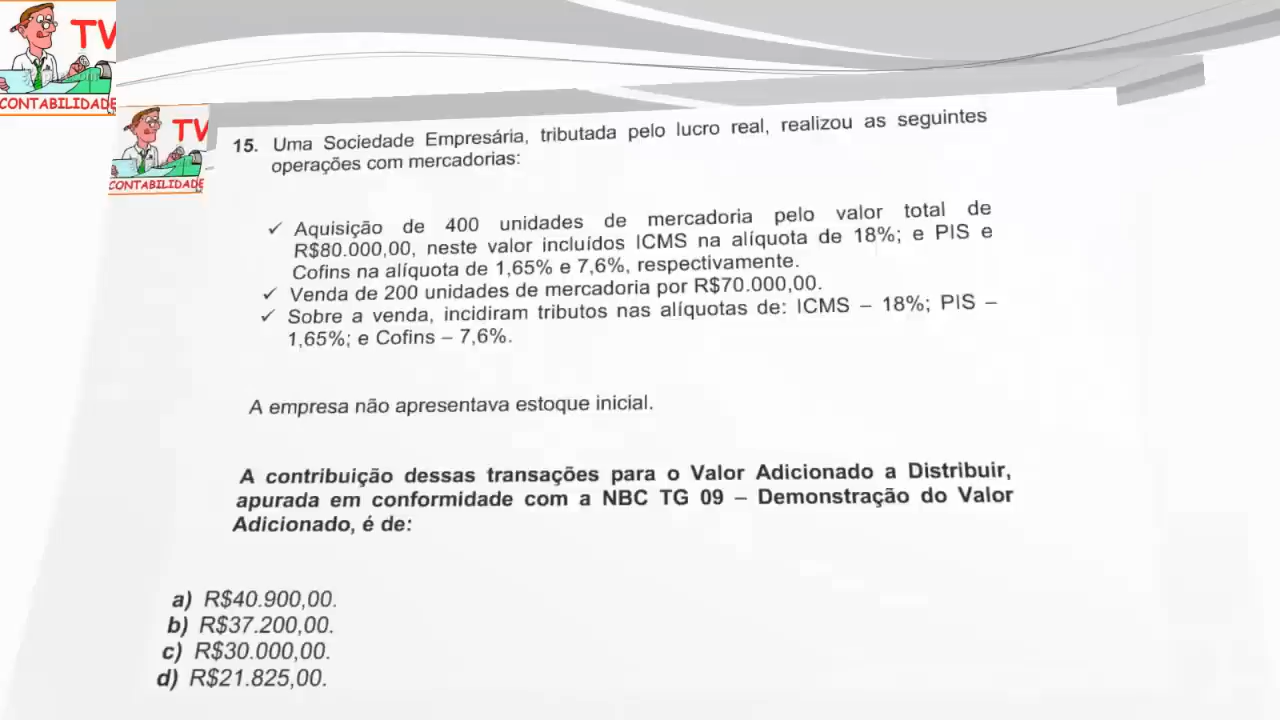 TV
CONTABILIDADE
TV
CONTABILIDADE
15. Uma Sociedade Empresária, tributada pelo lucro real, realizou as seguintes
operações com mercadorias:
✓ Aquisição de 400 unidades de mercadoria pelo valor total de
R$80.000,00, neste valor incluídos ICMS na alíquota de 18%; e PIS e
Cofins na alíquota de 1,65% e 7,6%, respectivamente.
✓ Venda de 200 unidades de mercadoria por R$70.000,00.
✓ Sobre a venda, incidiram tributos nas alíquotas de: ICMS – 18%; PIS –
1,65%; e Cofins – 7,6%.
A empresa não apresentava estoque inicial.
A contribuição dessas transações para o Valor Adicionado a Distribuir,
apurada em conformidade com a NBC TG 09 – Demonstração do Valor
Adicionado, é de:
a) R$40.900,00.
b) R$37.200,00.
c) R$30.000,00.
d) R$21.825,00.